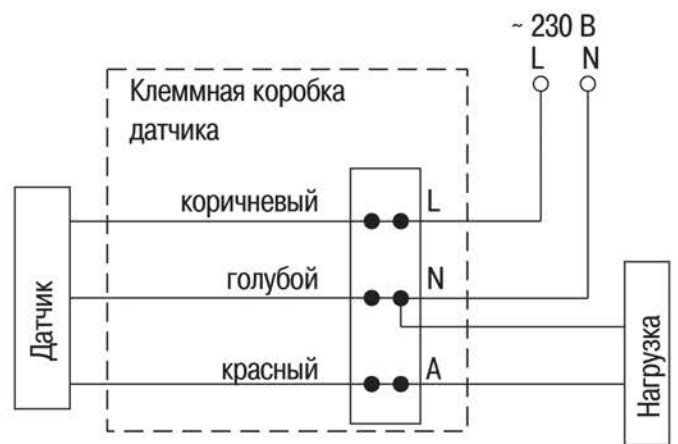 ~ 230 В
L N
Клеммная коробка
датчика
коричневый L
голубой N
красный A
Датчик
Нагрузка